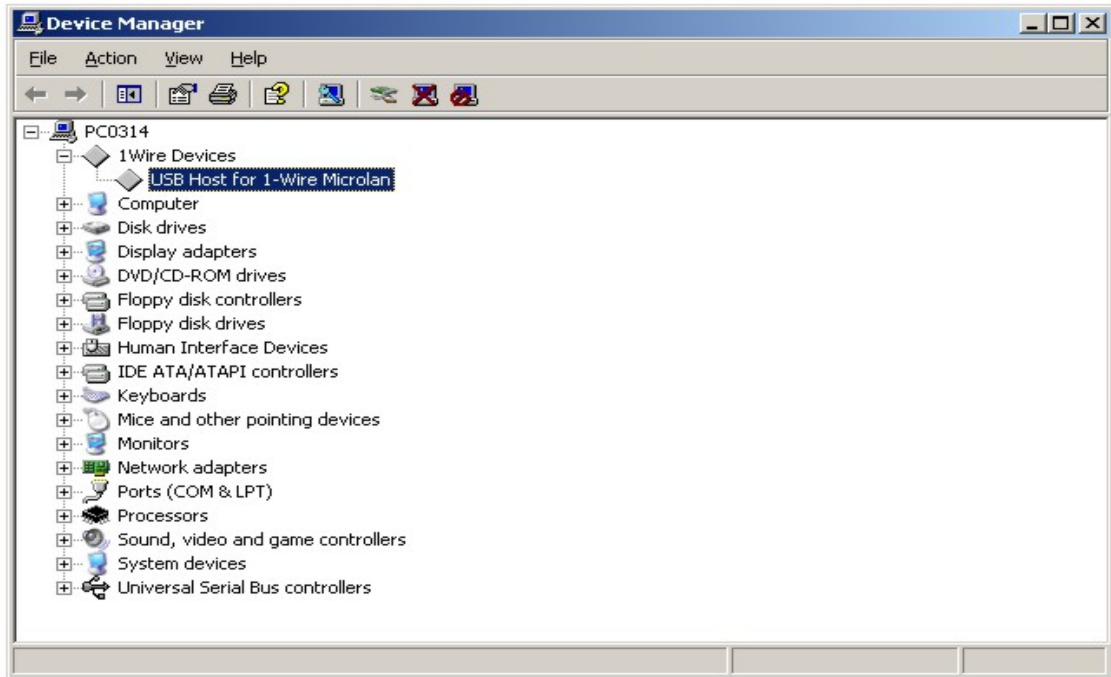 Device Manager
File Action View Help
PC0314
1Wire Devices
USB Host for 1-Wire Microlan
Computer
Disk drives
Display adapters
DVD/CD-ROM drives
Floppy disk controllers
Floppy disk drives
Human Interface Devices
IDE ATA/ATAPI controllers
Keyboards
Mice and other pointing devices
Monitors
Network adapters
Ports (COM & LPT)
Processors
Sound, video and game controllers
System devices
Universal Serial Bus controllers